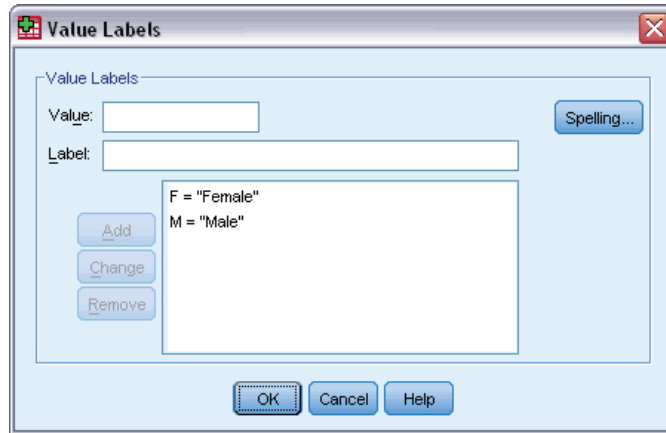 Value Labels
Value Labels
Value:
Spelling...
Label:
F = "Female"
M = "Male"
Add
Change
Remove
OK
Cancel
Help